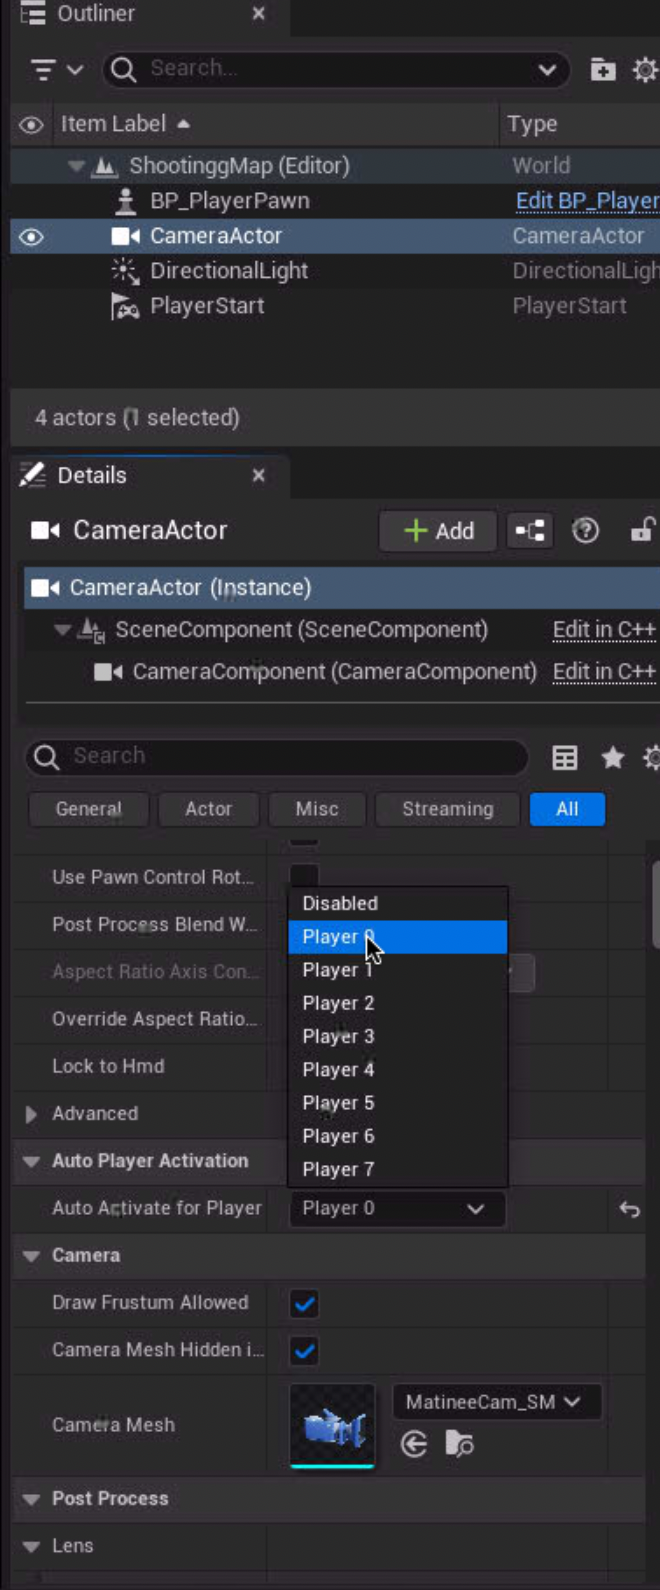 Outliner
Search...
Item Label Type
ShootinggMap (Editor) World
BP_PlayerPawn Edit BP_Player
CameraActor CameraActor
DirectionalLight DirectionalLigh
PlayerStart PlayerStart
4 actors (1 selected)
Details
CameraActor Add
CameraActor (Instance)
SceneComponent (SceneComponent) Edit in C++
CameraComponent (CameraComponent) Edit in C++
Search
General Actor Misc Streaming All
Use Pawn Control Rot...
Disabled
Post Process Blend W...
Player 0
Aspect Ratio Axis Con...
Player 1
Player 2
Override Aspect Ratio...
Player 3
Lock to Hmd
Player 4
Player 5
Advanced
Player 6
Auto Player Activation
Player 7
Auto Activate for Player Player 0
Camera
Draw Frustum Allowed
Camera Mesh Hidden i...
Camera Mesh MatineeCam_SM
Post Process
Lens